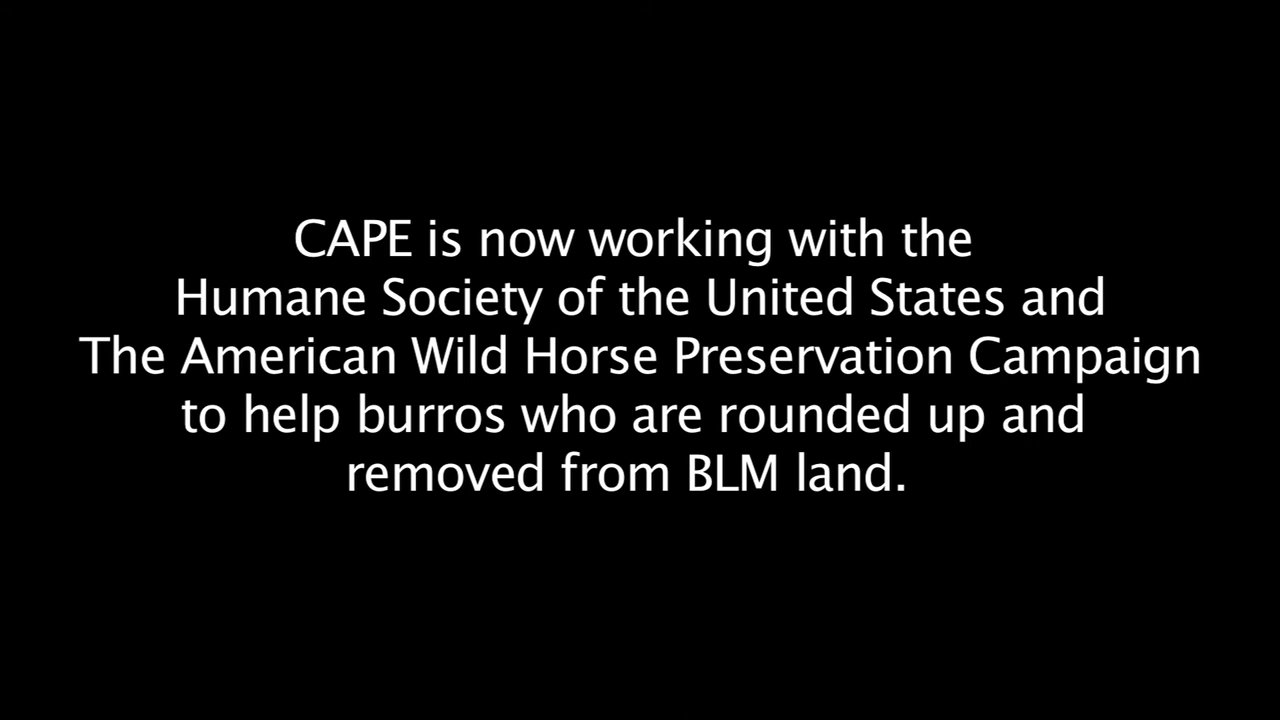 CAPE is now working with the
Humane Society of the United States and
The American Wild Horse Preservation Campaign
to help burros who are rounded up and
removed from BLM land.